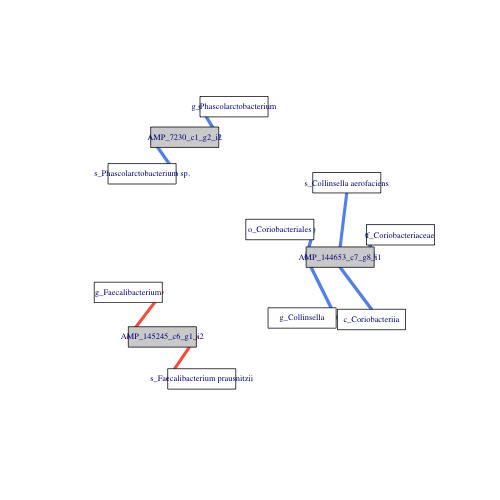 g_Phascolarctobacterium
AMP_7230_c1_g2_i2
s_Phascolarctobacterium sp.
s_Collinsella aerofaciens
o_Coriobacteriales
f_Coriobacteriaceae
AMP_144653_c7_g8_i1
g_Collinsella
c_Coriobacteriia
g_Faecalibacterium
AMP_145245_c6_g1_i2
s_Faecalibacterium prausnitzii